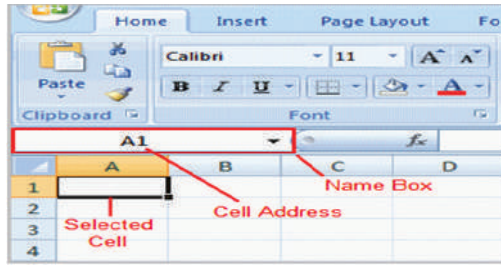 Home Insert Page Layout Fo
Calibri 11 A A
Paste B I U A
Clipboard Font
A1 fx
A B C D
1 Name Box
2 Cell Address
3 Selected
4 Cell